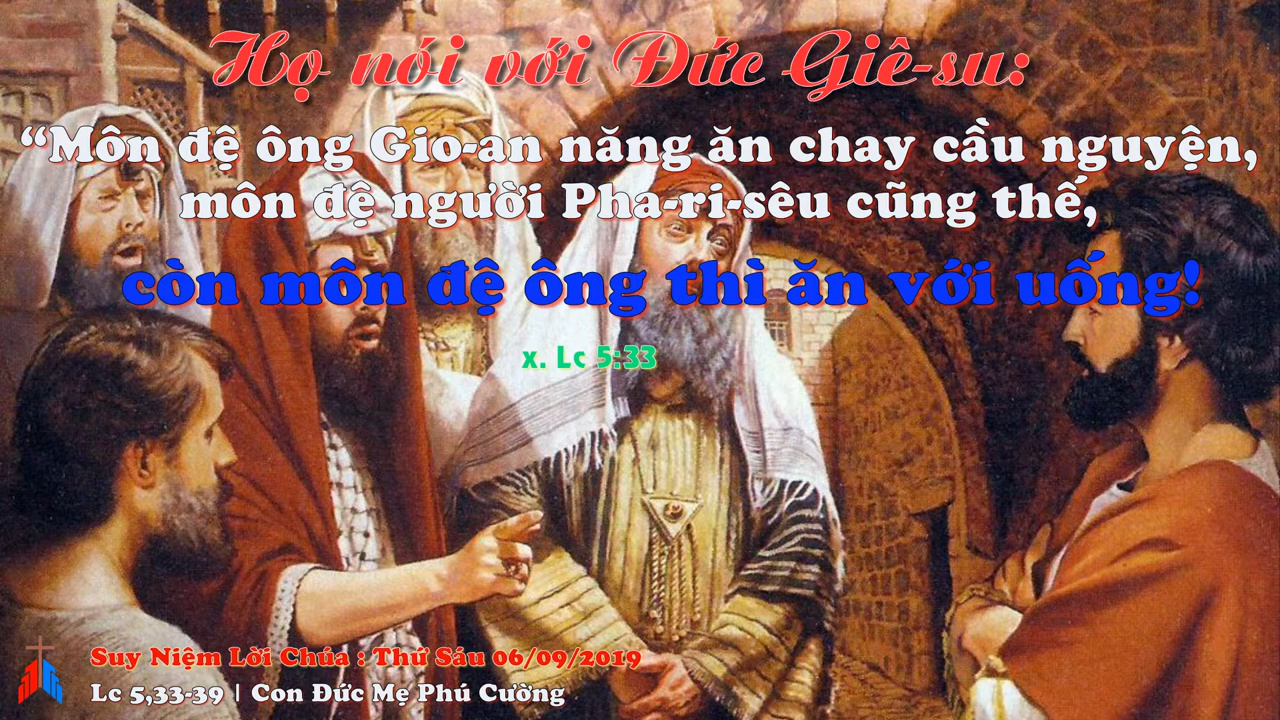 Họ nói với Đức Giê-su:
“Môn đệ ông Gio-an năng ăn chay cầu nguyện,
môn đệ người Pha-ri-sêu cũng thế,
còn môn đệ ông thì ăn với uống!
x. Lc 5:33
Suy Niệm Lời Chúa : Thứ Sáu 06/09/2019
Lc 5,33-39 | Con Đức Mẹ Phú Cường